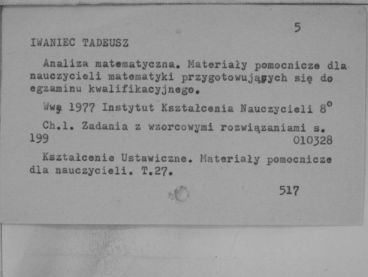 5
IWANIEC TADEUSZ
Analiza matematyczna. Materiały pomocnicze dla
nauczycieli matematyki przygotowujących się do
egzaminu kwalifikacyjnego.
Wwa 1977 Instytut Kształcenia Nauczycieli 8°
Ch.1. Zadania z wzorcowymi rozwiązaniami s.
199 010328
Kształcenie Ustawiczne. Materiały pomocnicze
dla nauczycieli. T.27.
517